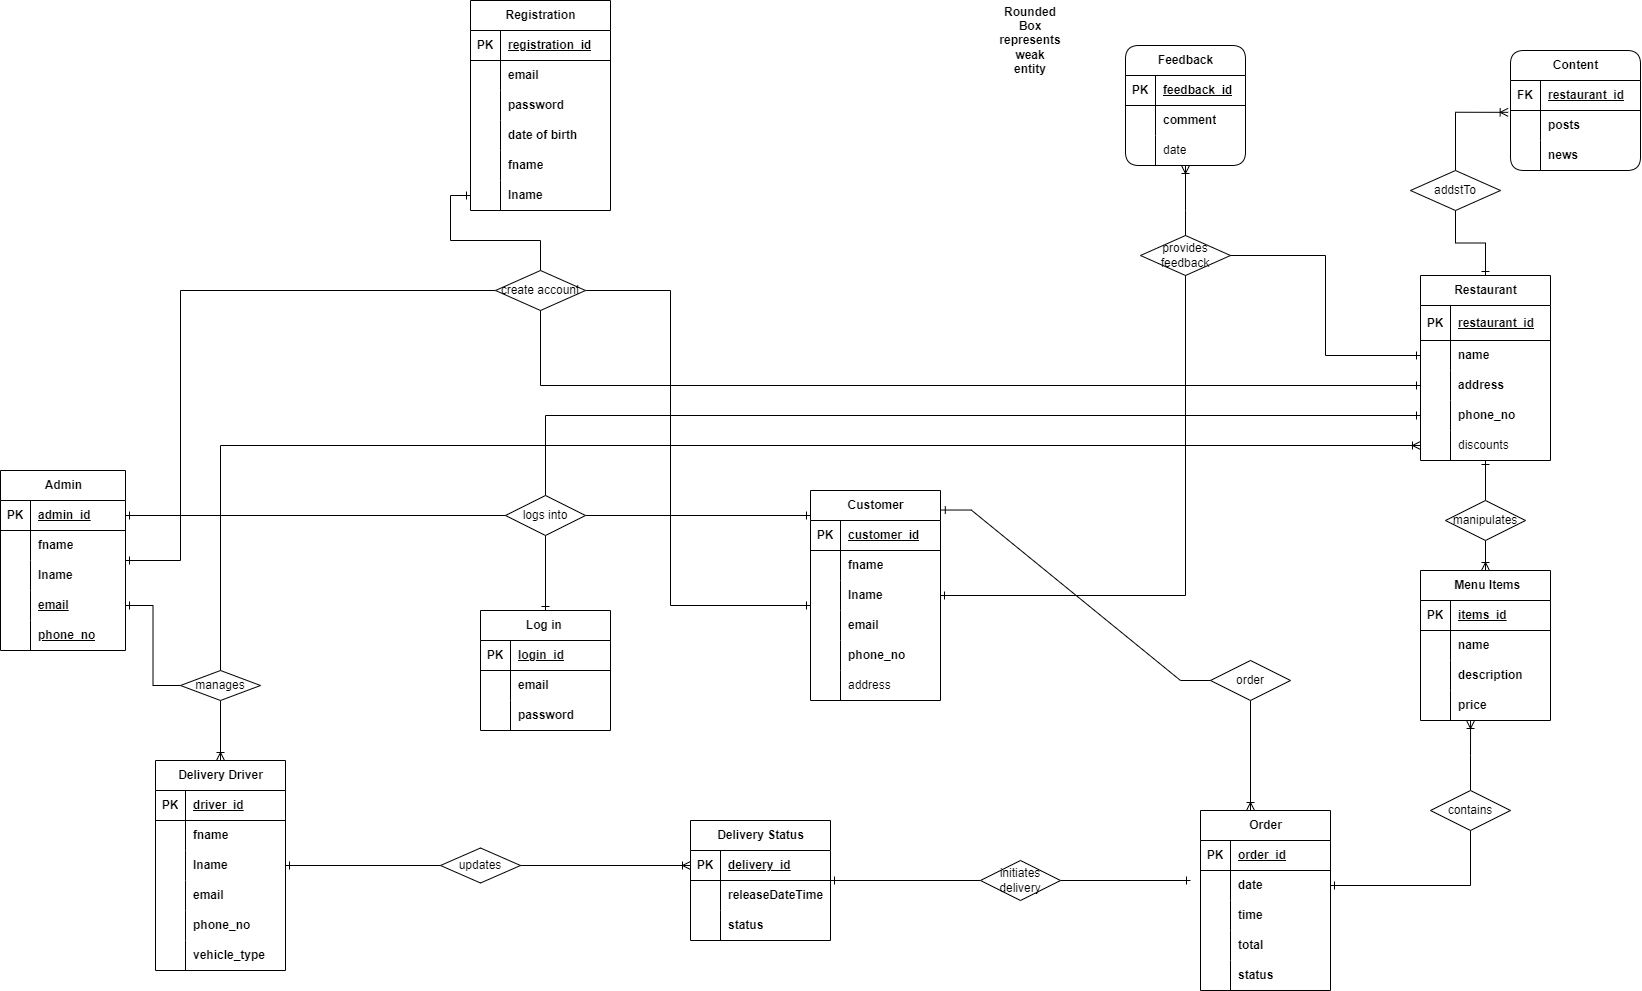 Registration
PK registration_id
email
password
date of birth
fname
lname
Rounded
Box
represents
weak
entity
Feedback
PK feedback_id
comment
date
Content
FK restaurant_id
posts
news
addstTo
provides
feedback
create account
Restaurant
PK restaurant_id
name
address
phone_no
discounts
Admin
PK admin_id
fname
lname
email
phone_no
logs into
Customer
PK customer_id
fname
lname
email
phone_no
address
manipulates
Menu Items
PK items_id
name
description
price
Log in
PK login_id
email
password
manages
order
Delivery Driver
PK driver_id
fname
lname
email
phone_no
vehicle_type
updates
Delivery Status
PK delivery_id
releaseDateTime
status
initiates
delivery
Order
PK order_id
date
time
total
status
contains